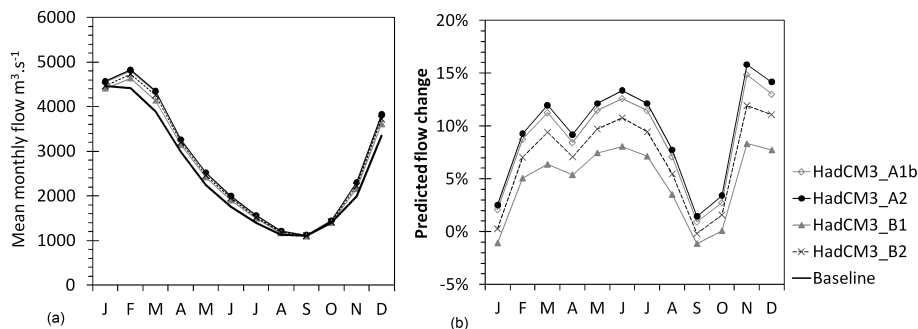 Mean monthly flow m³.s⁻¹
6000
5000
4000
3000
2000
1000
0
J F M A M J J A S O N D
(a)
Predicted flow change
20%
15%
10%
5%
0%
-5%
J F M A M J J A S O N D
(b)
HadCM3_A1b
HadCM3_A2
HadCM3_B1
HadCM3_B2
Baseline